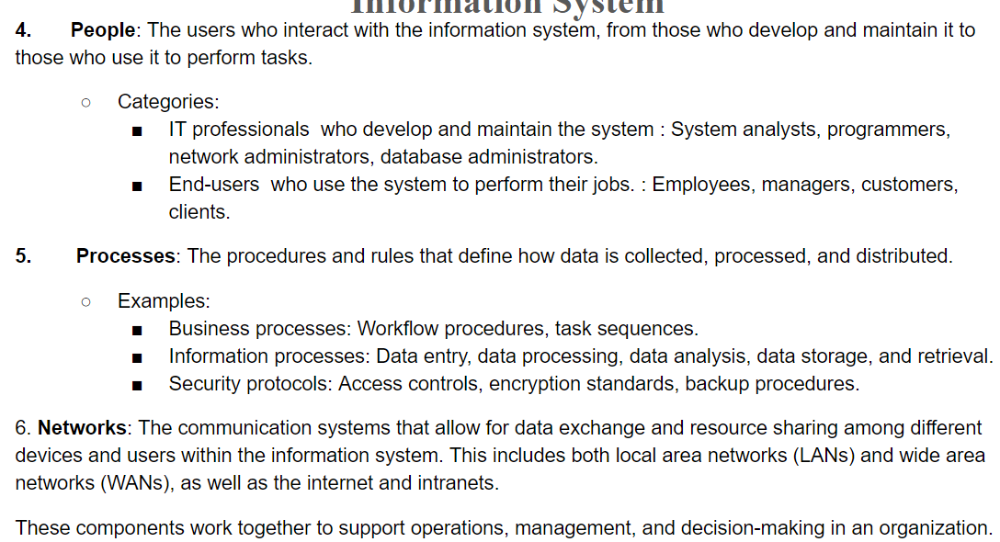 Information System
4. People: The users who interact with the information system, from those who develop and maintain it to
those who use it to perform tasks.
○ Categories:
■ IT professionals  who develop and maintain the system : System analysts, programmers,
network administrators, database administrators.
■ End-users  who use the system to perform their jobs. : Employees, managers, customers,
clients.
5. Processes: The procedures and rules that define how data is collected, processed, and distributed.
○ Examples:
■ Business processes: Workflow procedures, task sequences.
■ Information processes: Data entry, data processing, data analysis, data storage, and retrieval.
■ Security protocols: Access controls, encryption standards, backup procedures.
6. Networks: The communication systems that allow for data exchange and resource sharing among different
devices and users within the information system. This includes both local area networks (LANs) and wide area
networks (WANs), as well as the internet and intranets.
These components work together to support operations, management, and decision-making in an organization.